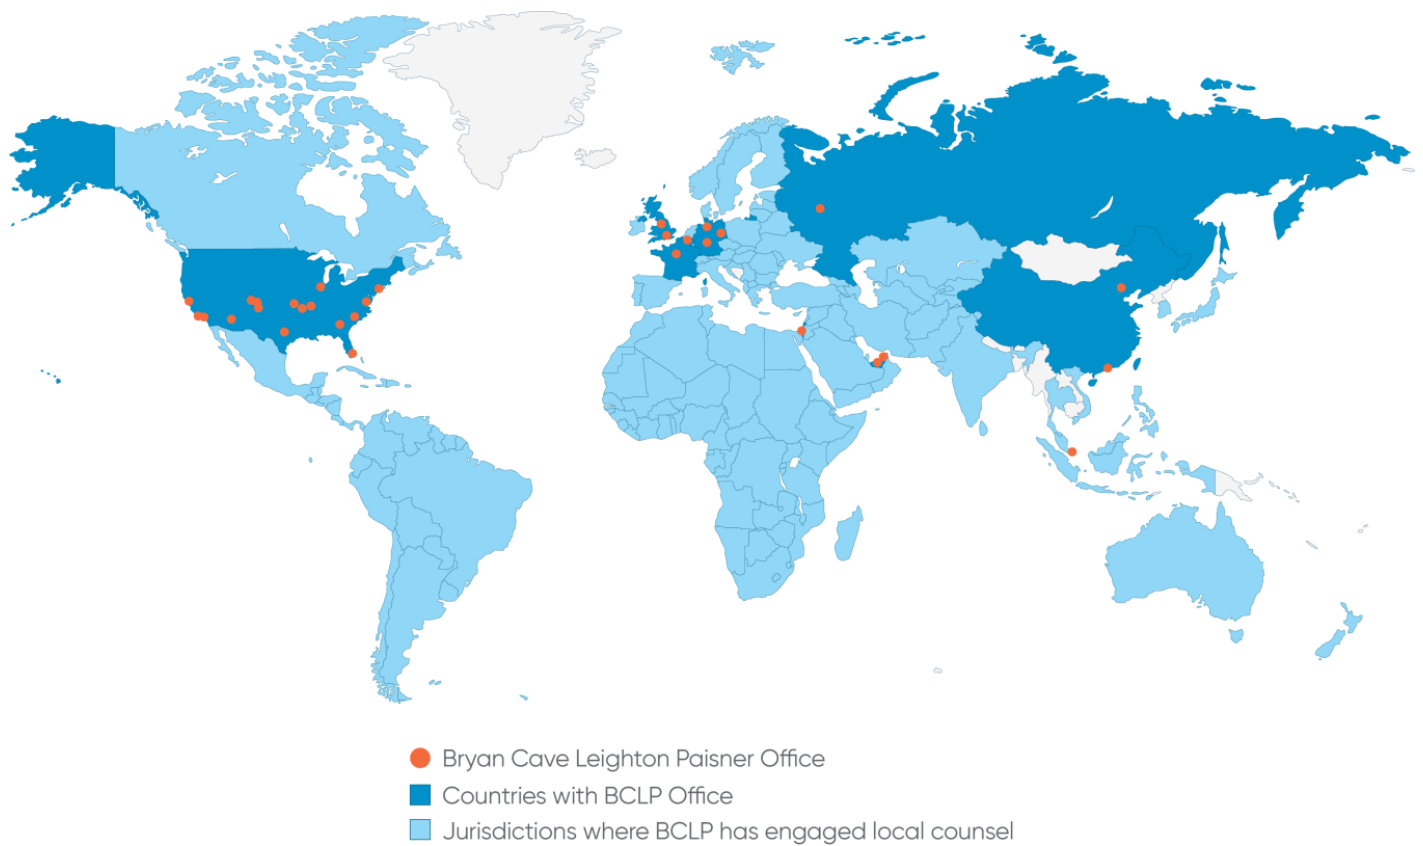 Bryan Cave Leighton Paisner Office
Countries with BCLP Office
Jurisdictions where BCLP has engaged local counsel